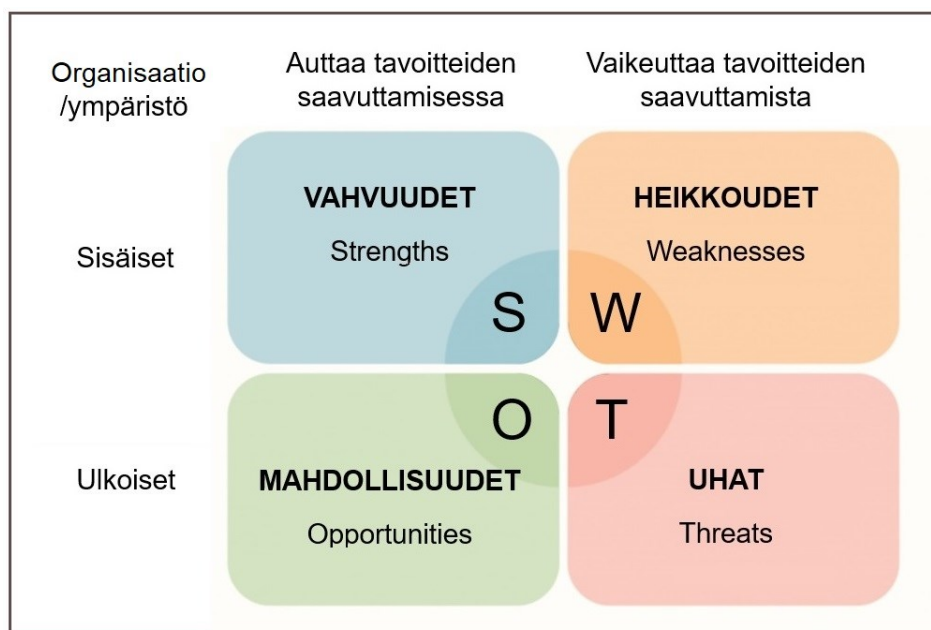 Organisaatio
/ympäristö
Auttaa tavoitteiden
saavuttamisessa
Vaikeuttaa tavoitteiden
saavuttamista
Sisäiset
VAHVUUDET
Strengths
S
HEIKKOUDET
Weaknesses
W
Ulkoiset
O
MAHDOLLISUUDET
Opportunities
T
UHAT
Threats